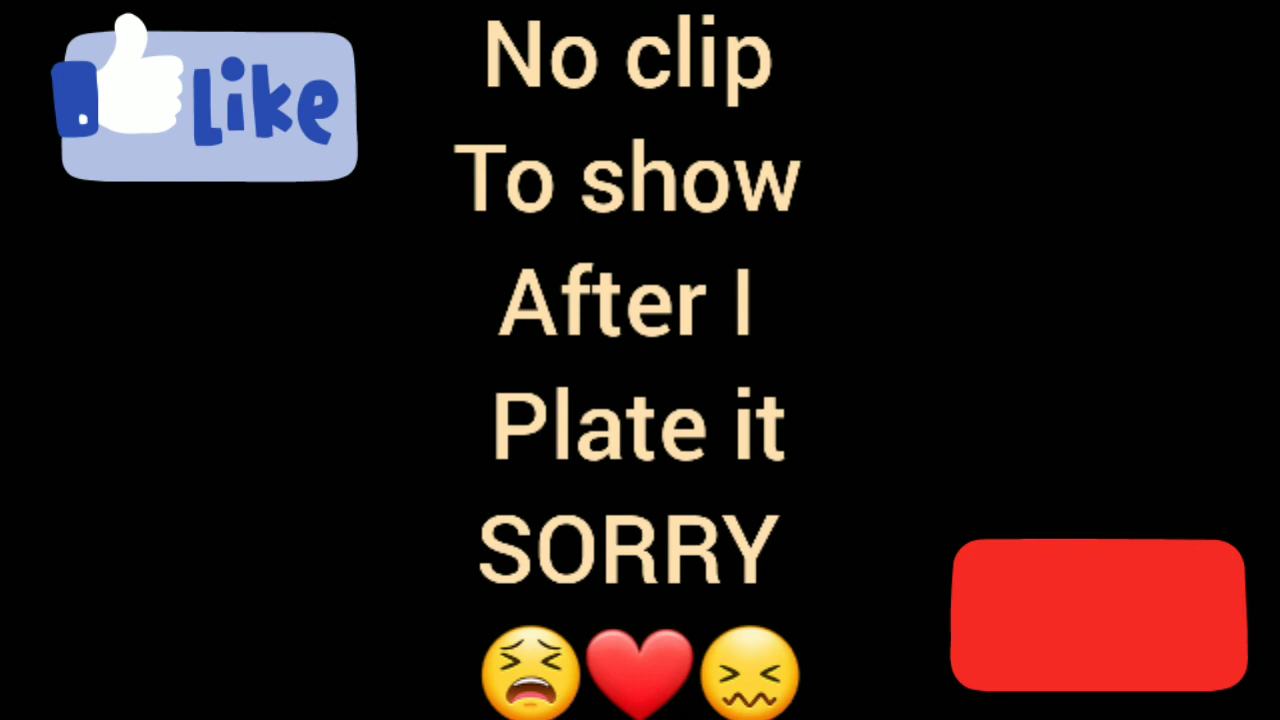 Like
No clip
To show
After I
Plate it
SORRY
😫❤️😖